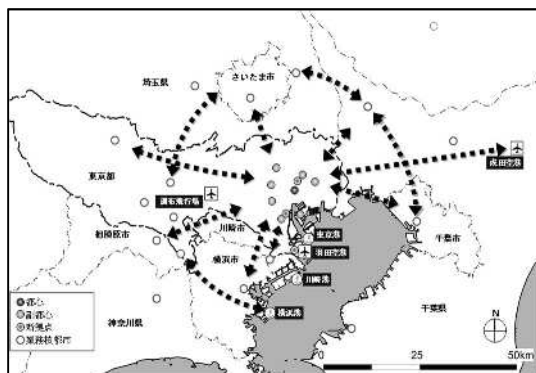 埼玉県
さいたま市
成田空港
東京都
調布飛行場
相模原市
川崎市
横浜市
東京港
羽田空港
川崎港
横浜港
千葉市
千葉県
神奈川県
都心
副都心
新拠点
業務核都市
N
0
25
50km